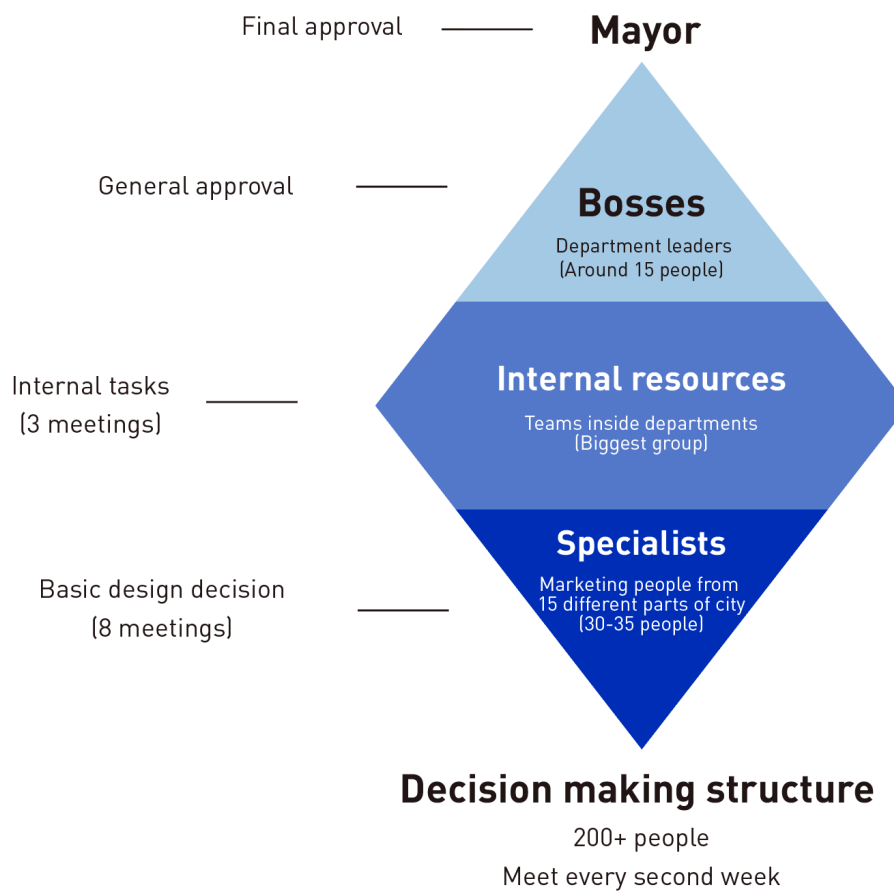 Final approval
Mayor
General approval
Bosses
Department leaders
(Around 15 people)
Internal tasks
(3 meetings)
Internal resources
Teams inside departments
(Biggest group)
Basic design decision
(8 meetings)
Specialists
Marketing people from
15 different parts of city
(30-35 people)
Decision making structure
200+ people
Meet every second week